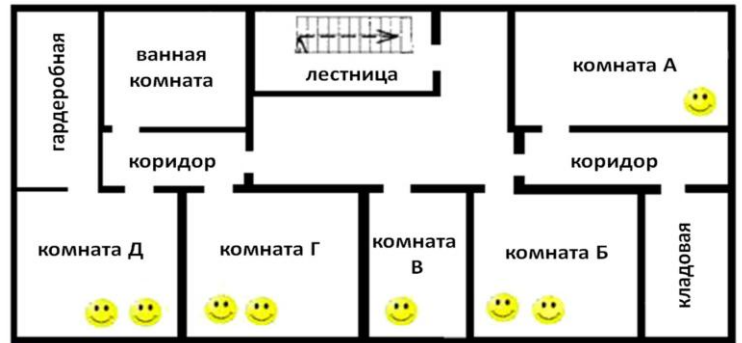 гардеробная
ванная
комната
лестница
комната А
коридор
коридор
комната Д
комната Г
комната
В
комната Б
кладовая